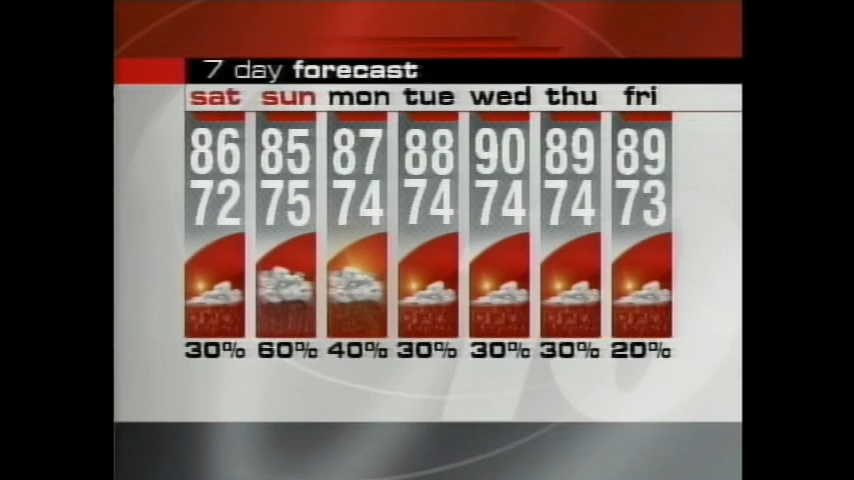 7 day forecast
sat sun mon tue wed thu fri
86 85 87 88 90 89 89
72 75 74 74 74 74 73
30% 60% 40% 30% 30% 30% 20%